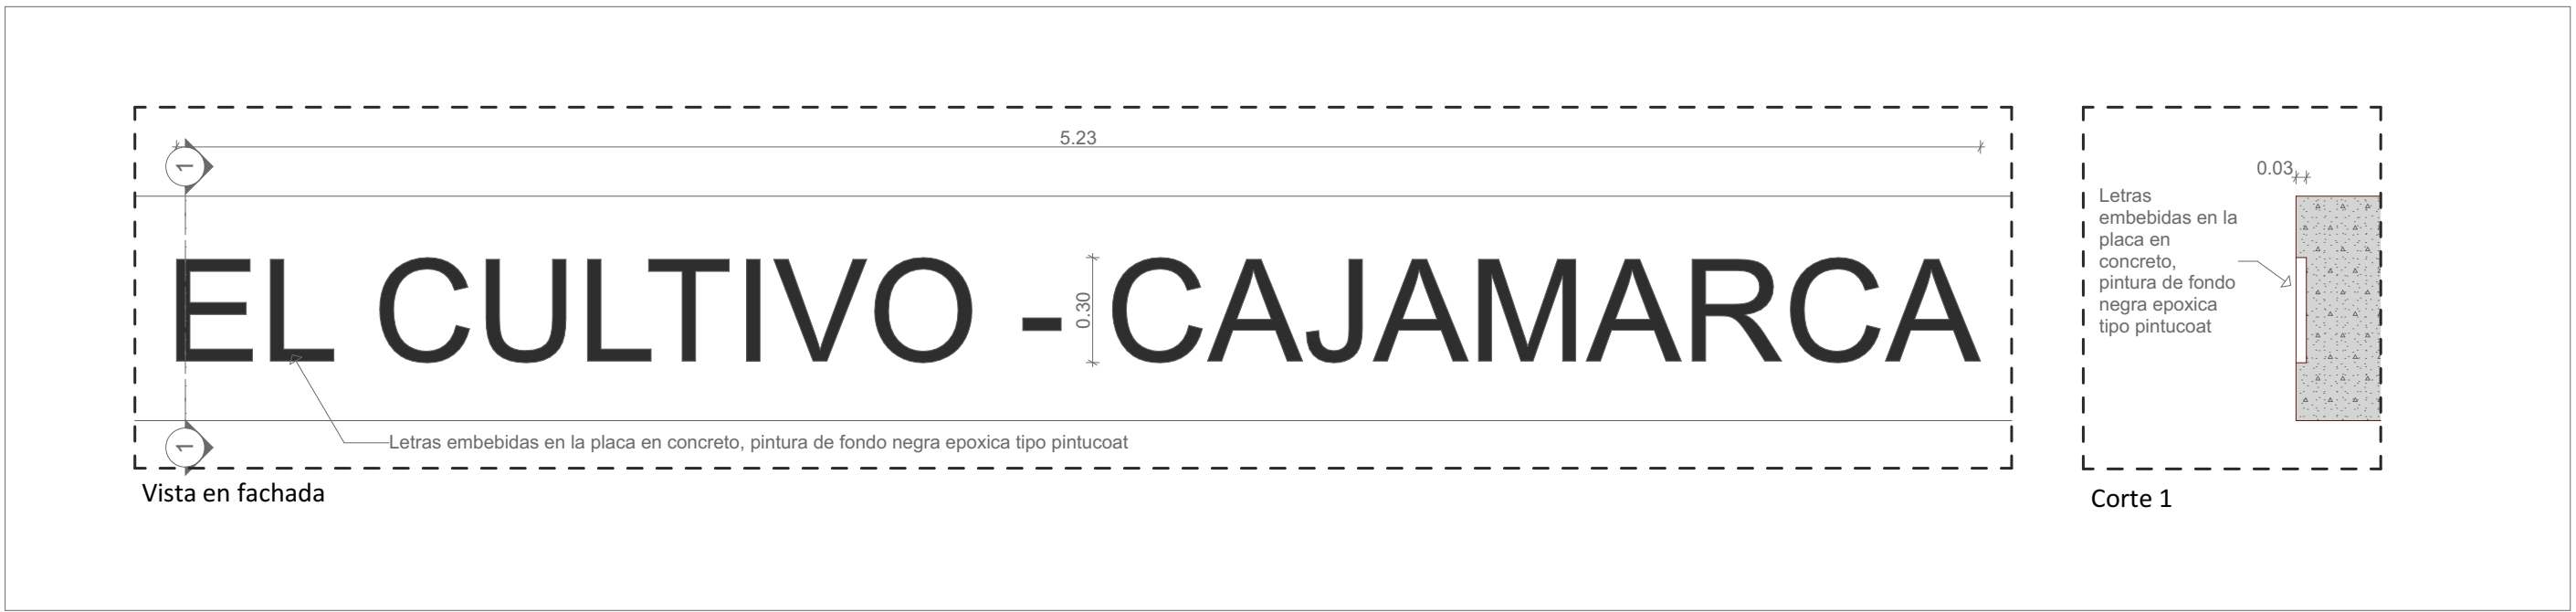 5.23
1
EL CULTIVO - CAJAMARCA
0.30
1
Letras embebidas en la placa en concreto, pintura de fondo negra epoxica tipo pintucoat
Vista en fachada
0.03
Letras
embebidas en la
placa en
concreto,
pintura de fondo
negra epoxica
tipo pintucoat
Corte 1